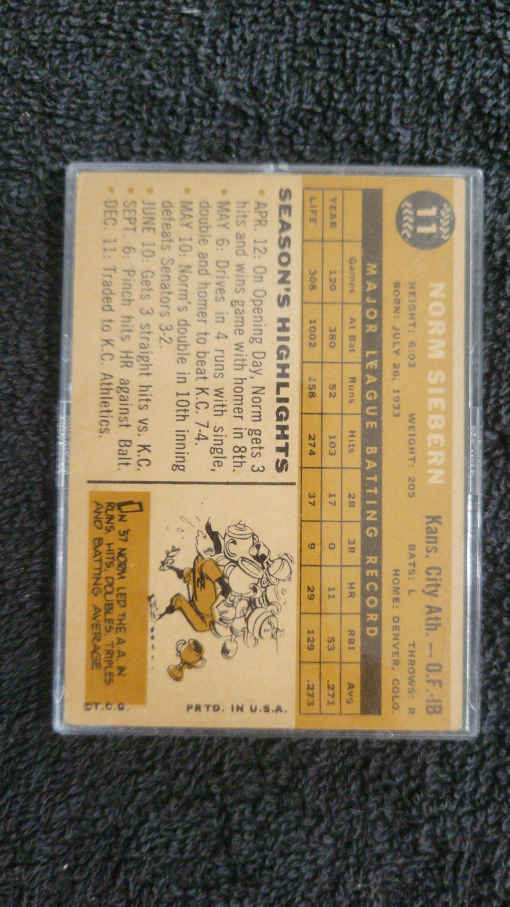 11
NORM SIEBERN Kans. City Ath. — O.F.-1B
HEIGHT: 6:03 WEIGHT: 205 BATS: L THROWS: R
BORN: JULY 26, 1933 HOME: DENVER, COLO.
MAJOR LEAGUE BATTING RECORD
YEAR Games At Bat Runs Hits 2B 3B HR RBI Avg
YEAR 120 380 52 103 17 0 11 53 .271
LIFE 308 1002 158 274 37 9 29 129 .273
SEASON'S HIGHLIGHTS
• APR. 12: On Opening Day Norm gets 3
hits and wins game with homer in 8th.
• MAY 6: Drives in 4 runs with single,
double and homer to beat K.C. 7-4.
• MAY 10: Norm's double in 10th inning
defeats Senators 3-2.
• JUNE 10: Gets 3 straight hits vs. K.C.
• SEPT. 6: Pinch hits HR against Balt.
• DEC. 11: Traded to K.C. Athletics.
IN '57 NORM LED THE A.A. IN
RUNS, HITS, DOUBLES, TRIPLES
AND BATTING AVERAGE
©T.C.G. PRTD. IN U.S.A.